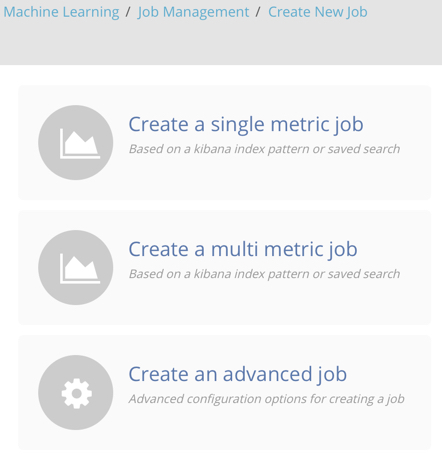 Machine Learning / Job Management / Create New Job
Create a single metric job
Based on a kibana index pattern or saved search
Create a multi metric job
Based on a kibana index pattern or saved search
Create an advanced job
Advanced configuration options for creating a job